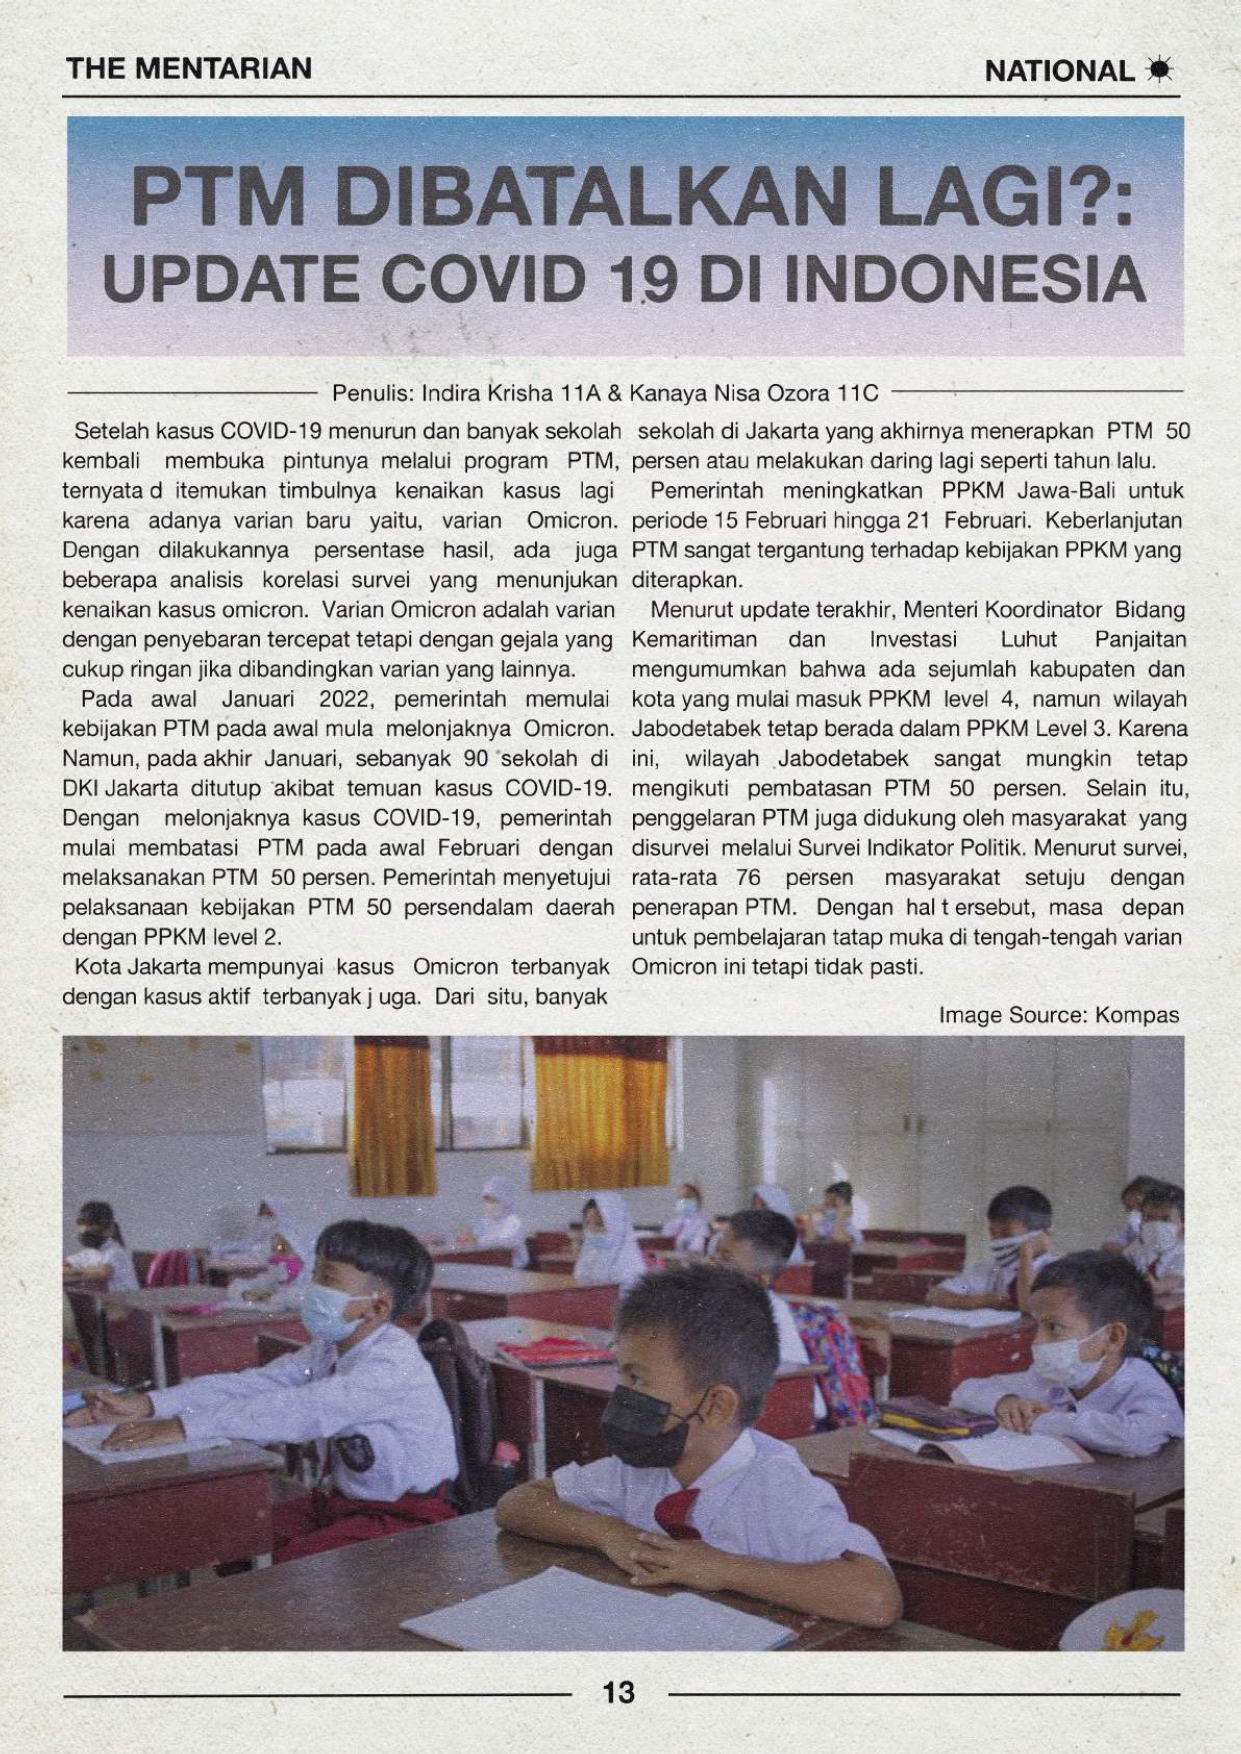 THE MENTARIAN
NATIONAL
PTM DIBATALKAN LAGI?:
UPDATE COVID 19 DI INDONESIA
Penulis: Indira Krisha 11A & Kanaya Nisa Ozora 11C
Setelah kasus COVID-19 menurun dan banyak sekolah
kembali membuka pintunya melalui program PTM,
ternyata d itemukan timbulnya kenaikan kasus lagi
karena adanya varian baru yaitu, varian Omicron.
Dengan dilakukannya persentase hasil, ada juga
beberapa analisis korelasi survei yang menunjukan
kenaikan kasus omicron. Varian Omicron adalah varian
dengan penyebaran tercepat tetapi dengan gejala yang
cukup ringan jika dibandingkan varian yang lainnya.
Pada awal Januari 2022, pemerintah memulai
kebijakan PTM pada awal mula melonjaknya Omicron.
Namun, pada akhir Januari, sebanyak 90 sekolah di
DKI Jakarta ditutup akibat temuan kasus COVID-19.
Dengan melonjaknya kasus COVID-19, pemerintah
mulai membatasi PTM pada awal Februari dengan
melaksanakan PTM 50 persen. Pemerintah menyetujui
pelaksanaan kebijakan PTM 50 persendalam daerah
dengan PPKM level 2.
Kota Jakarta mempunyai kasus Omicron terbanyak
dengan kasus aktif terbanyak j uga. Dari situ, banyak
sekolah di Jakarta yang akhirnya menerapkan PTM 50
persen atau melakukan daring lagi seperti tahun lalu.
Pemerintah meningkatkan PPKM Jawa-Bali untuk
periode 15 Februari hingga 21 Februari. Keberlanjutan
PTM sangat tergantung terhadap kebijakan PPKM yang
diterapkan.
Menurut update terakhir, Menteri Koordinator Bidang
Kemaritiman dan Investasi Luhut Panjaitan
mengumumkan bahwa ada sejumlah kabupaten dan
kota yang mulai masuk PPKM level 4, namun wilayah
Jabodetabek tetap berada dalam PPKM Level 3. Karena
ini, wilayah Jabodetabek sangat mungkin tetap
mengikuti pembatasan PTM 50 persen. Selain itu,
penggelaran PTM juga didukung oleh masyarakat yang
disurvei melalui Survei Indikator Politik. Menurut survei,
rata-rata 76 persen masyarakat setuju dengan
penerapan PTM. Dengan hal t ersebut, masa depan
untuk pembelajaran tatap muka di tengah-tengah varian
Omicron ini tetapi tidak pasti.
Image Source: Kompas
13